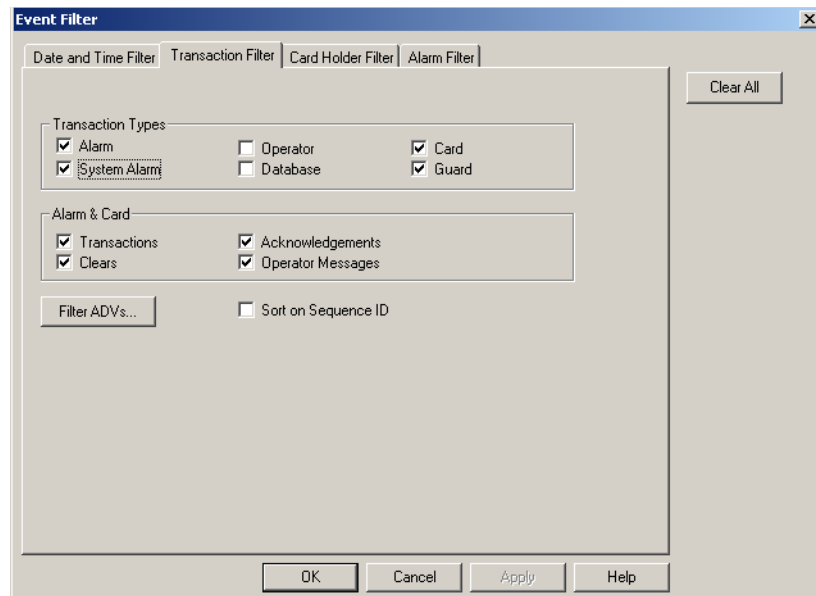 Event Filter
Date and Time Filter Transaction Filter Card Holder Filter Alarm Filter
Clear All
Transaction Types
Alarm Operator Card
System Alarm Database Guard
Alarm & Card
Transactions Acknowledgements
Clears Operator Messages
Filter ADVs... Sort on Sequence ID
OK Cancel Apply Help